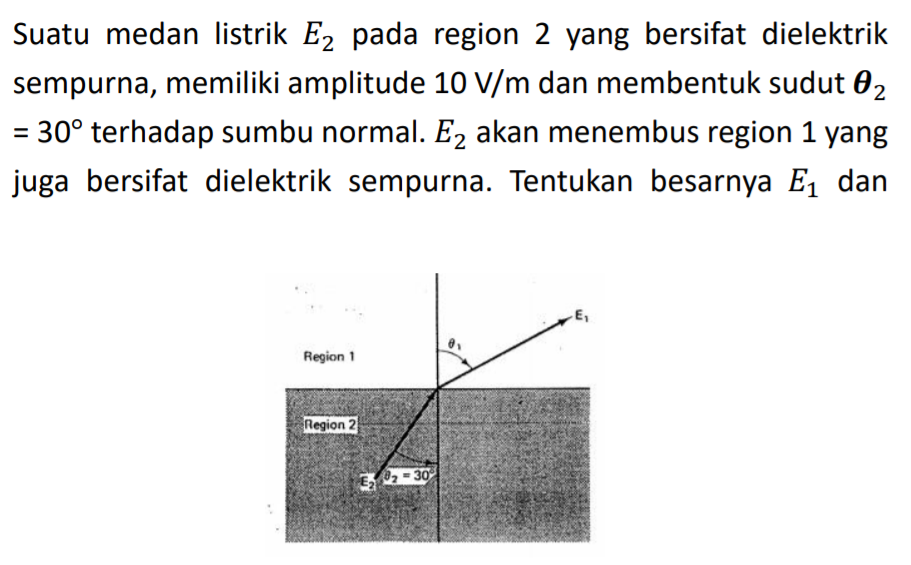 Suatu medan listrik E₂ pada region 2 yang bersifat dielektrik
sempurna, memiliki amplitude 10 V/m dan membentuk sudut θ₂
= 30° terhadap sumbu normal. E₂ akan menembus region 1 yang
juga bersifat dielektrik sempurna. Tentukan besarnya E₁ dan
E₁
θ₁
Region 1
Region 2
E₂
θ₂ = 30°